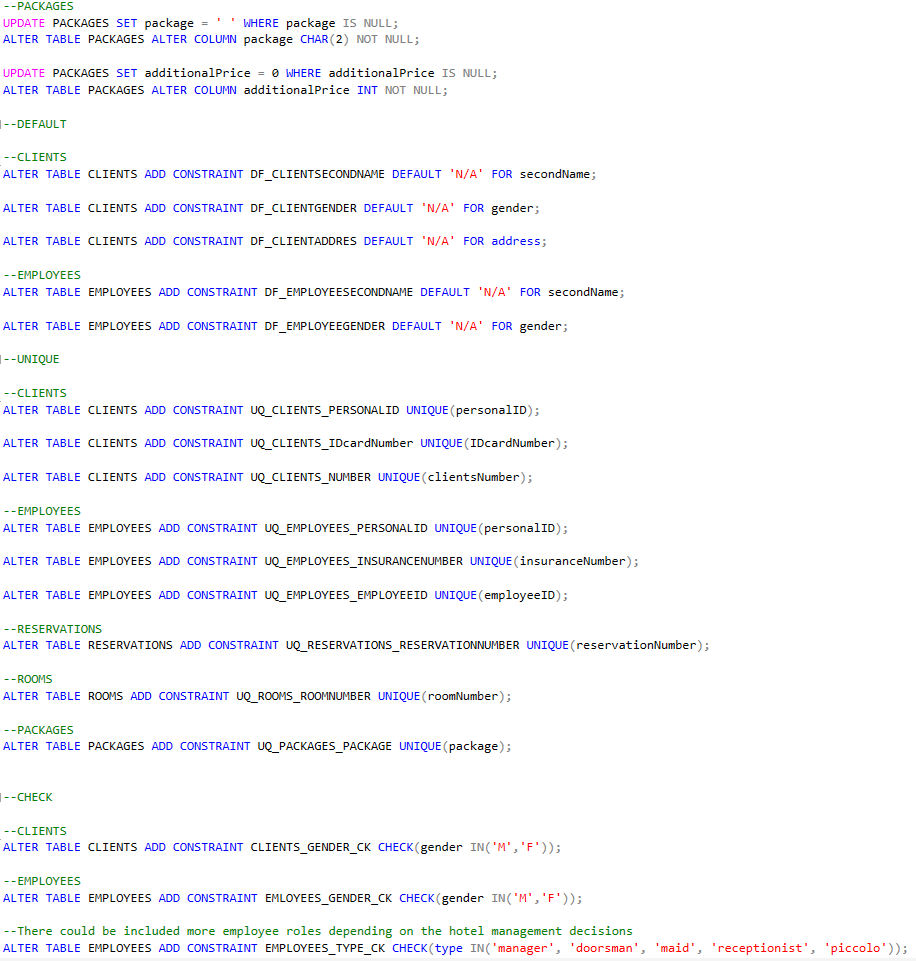 --PACKAGES
UPDATE PACKAGES SET package = ' ' WHERE package IS NULL;
ALTER TABLE PACKAGES ALTER COLUMN package CHAR(2) NOT NULL;
UPDATE PACKAGES SET additionalPrice = 0 WHERE additionalPrice IS NULL;
ALTER TABLE PACKAGES ALTER COLUMN additionalPrice INT NOT NULL;
--DEFAULT
--CLIENTS
ALTER TABLE CLIENTS ADD CONSTRAINT DF_CLIENTSECONDNAME DEFAULT 'N/A' FOR secondName;
ALTER TABLE CLIENTS ADD CONSTRAINT DF_CLIENTGENDER DEFAULT 'N/A' FOR gender;
ALTER TABLE CLIENTS ADD CONSTRAINT DF_CLIENTADDRES DEFAULT 'N/A' FOR address;
--EMPLOYEES
ALTER TABLE EMPLOYEES ADD CONSTRAINT DF_EMPLOYEESECONDNAME DEFAULT 'N/A' FOR secondName;
ALTER TABLE EMPLOYEES ADD CONSTRAINT DF_EMPLOYEEGENDER DEFAULT 'N/A' FOR gender;
--UNIQUE
--CLIENTS
ALTER TABLE CLIENTS ADD CONSTRAINT UQ_CLIENTS_PERSONALID UNIQUE(personalID);
ALTER TABLE CLIENTS ADD CONSTRAINT UQ_CLIENTS_IDcardNumber UNIQUE(IDcardNumber);
ALTER TABLE CLIENTS ADD CONSTRAINT UQ_CLIENTS_NUMBER UNIQUE(clientsNumber);
--EMPLOYEES
ALTER TABLE EMPLOYEES ADD CONSTRAINT UQ_EMPLOYEES_PERSONALID UNIQUE(personalID);
ALTER TABLE EMPLOYEES ADD CONSTRAINT UQ_EMPLOYEES_INSURANCENUMBER UNIQUE(insuranceNumber);
ALTER TABLE EMPLOYEES ADD CONSTRAINT UQ_EMPLOYEES_EMPLOYEEID UNIQUE(employeeID);
--RESERVATIONS
ALTER TABLE RESERVATIONS ADD CONSTRAINT UQ_RESERVATIONS_RESERVATIONNUMBER UNIQUE(reservationNumber);
--ROOMS
ALTER TABLE ROOMS ADD CONSTRAINT UQ_ROOMS_ROOMNUMBER UNIQUE(roomNumber);
--PACKAGES
ALTER TABLE PACKAGES ADD CONSTRAINT UQ_PACKAGES_PACKAGE UNIQUE(package);
--CHECK
--CLIENTS
ALTER TABLE CLIENTS ADD CONSTRAINT CLIENTS_GENDER_CK CHECK(gender IN('M','F'));
--EMPLOYEES
ALTER TABLE EMPLOYEES ADD CONSTRAINT EMLOYEES_GENDER_CK CHECK(gender IN('M','F'));
--There could be included more employee roles depending on the hotel management decisions
ALTER TABLE EMPLOYEES ADD CONSTRAINT EMPLOYEES_TYPE_CK CHECK(type IN('manager', 'doorsman', 'maid', 'receptionist', 'piccolo'));